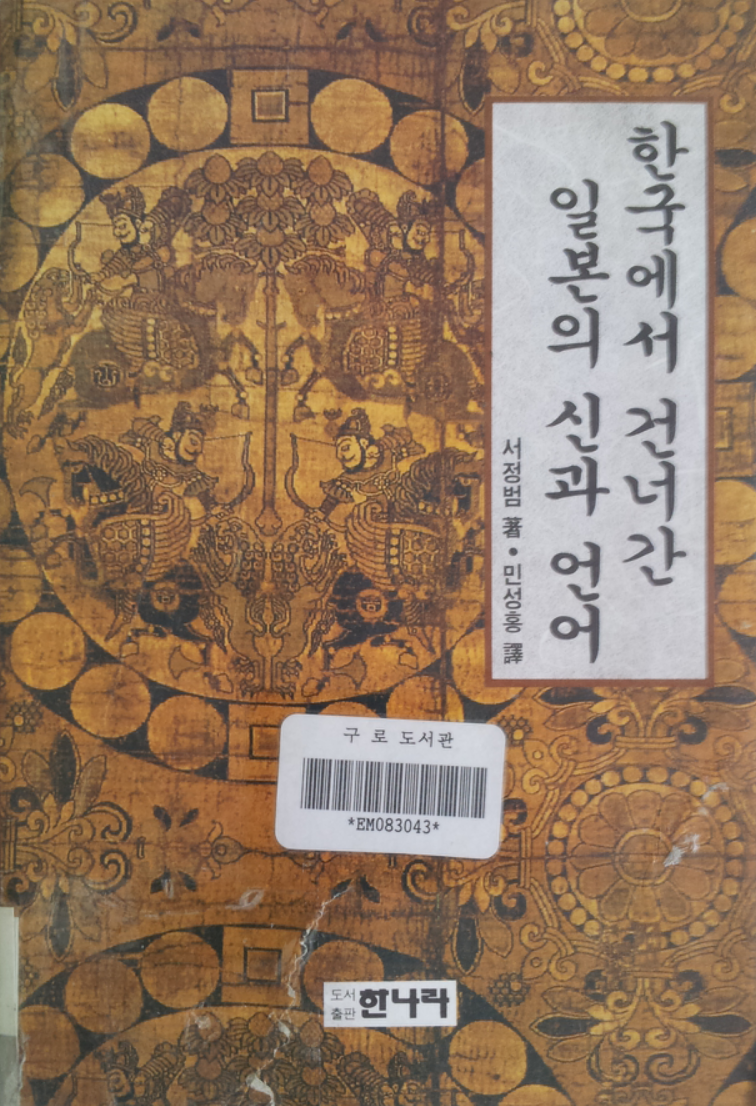 한국에서 건너간
일본의 신과 언어
서정범 著 • 민성홍 譯
구로도서관
*EM083043*
도서
출판
한나라